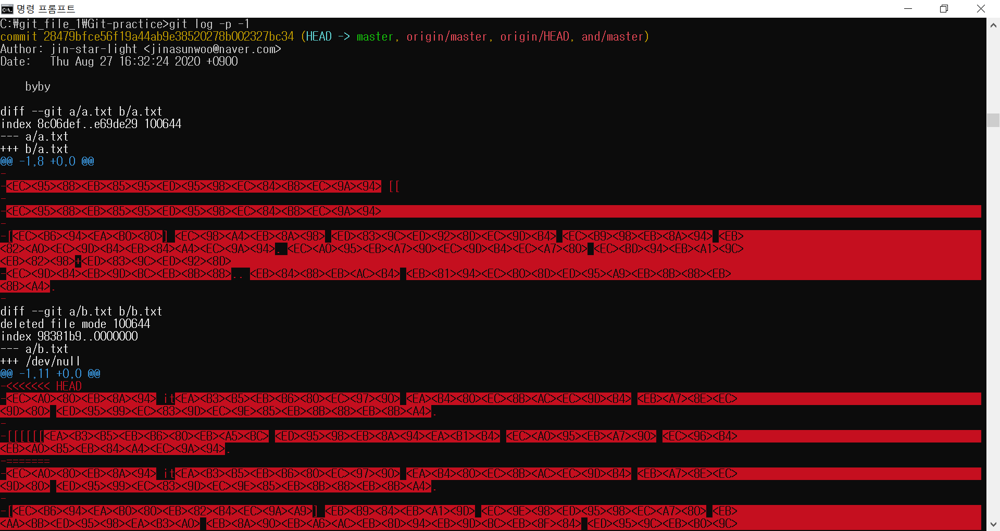 명령 프롬프트
C:₩git_file_1₩Git-practice>git log -p -1
commit 28479bfce56f19a44ab9e38520278b002327bc34 (HEAD -> master, origin/master, origin/HEAD, and/master)
Author: jin-star-light <jinasunwoo@naver.com>
Date:   Thu Aug 27 16:32:24 2020 +0900
    byby
diff --git a/a.txt b/a.txt
index 8c06def..e69de29 100644
--- a/a.txt
+++ b/a.txt
@@ -1,8 +0,0 @@
-
-<EC><95><88><EB><85><95><ED><95><98><EC><84><B8><EC><9A><94> [[
-
-<EC><95><88><EB><85><95><ED><95><98><EC><84><B8><EC><9A><94>
-
-[<EC><B6><94><EA><B0><80>] <EC><98><A4><EB><8A><98> <ED><83><9C><ED><92><8D><EC><9D><B4> <EC><B9><98><EB><8A><94> <EB>
<82><A0><EC><9D><B4><EB><84><A4><EC><9A><94>. <EC><A0><95><EB><A7><90><EC><9D><B4><EC><A7><80> <EC><BD><94><EB><A1><9C>
<EB><82><98>+<ED><83><9C><ED><92><8D>
-<EC><9D><B4><EB><9D><BC><EB><8B><88>.. <EB><84><88><EB><AC><B4> <EB><81><94><EC><B0><8D><ED><95><A9><EB><8B><88><EB>
<8B><A4>.
-
diff --git a/b.txt b/b.txt
deleted file mode 100644
index 98381b9..0000000
--- a/b.txt
+++ /dev/null
@@ -1,11 +0,0 @@
-<<<<<<< HEAD
-<EC><A0><80><EB><8A><94> it<EA><B3><B5><EB><B6><80><EC><97><90> <EA><B4><80><EC><8B><AC><EC><9D><B4> <EB><A7><8E><EC>
<9D><80> <ED><95><99><EC><83><9D><EC><9E><85><EB><8B><88><EB><8B><A4>.
-
-[[[[[[<EA><B3><B5><EB><B6><80><EB><A5><BC> <ED><95><98><EB><8A><94><EA><B1><B4> <EC><A0><95><EB><A7><90> <EC><96><B4>
<EB><A0><B5><EB><84><A4><EC><9A><94>.
-=======
-<EC><A0><80><EB><8A><94> it<EA><B3><B5><EB><B6><80><EC><97><90> <EA><B4><80><EC><8B><AC><EC><9D><B4> <EB><A7><8E><EC>
<9D><80> <ED><95><99><EC><83><9D><EC><9E><85><EB><8B><88><EB><8B><A4>.
-
-[<EC><B6><94><EA><B0><80><EB><82><B4><EC><9A><A9>] <EB><B9><84><EB><A1><9D> <EC><9E><98><ED><95><98><EC><A7><80> <EB>
<AA><BB><ED><95><98><EA><B3><A0> <EB><8A><90><EB><A6><AC><EB><8D><94><EB><9D><BC><EB><8F><84> <ED><95><9C><EB><B0><9C>